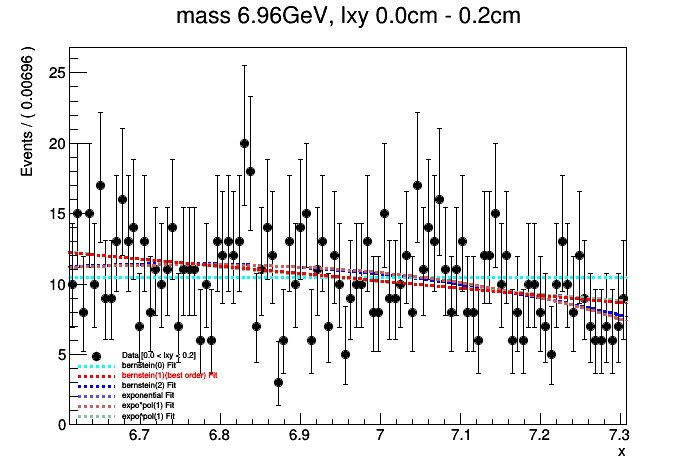 mass 6.96GeV, lxy 0.0cm - 0.2cm
Events / ( 0.00696 )
25
20
15
10
5
0
Data [0.0 < lxy < 0.2]
bernstein(0) Fit
bernstein(1)(best order) Fit
bernstein(2) Fit
exponential Fit
expo*pol(1) Fit
expo*pol(1) Fit
6.7 6.8 6.9 7 7.1 7.2 7.3
x